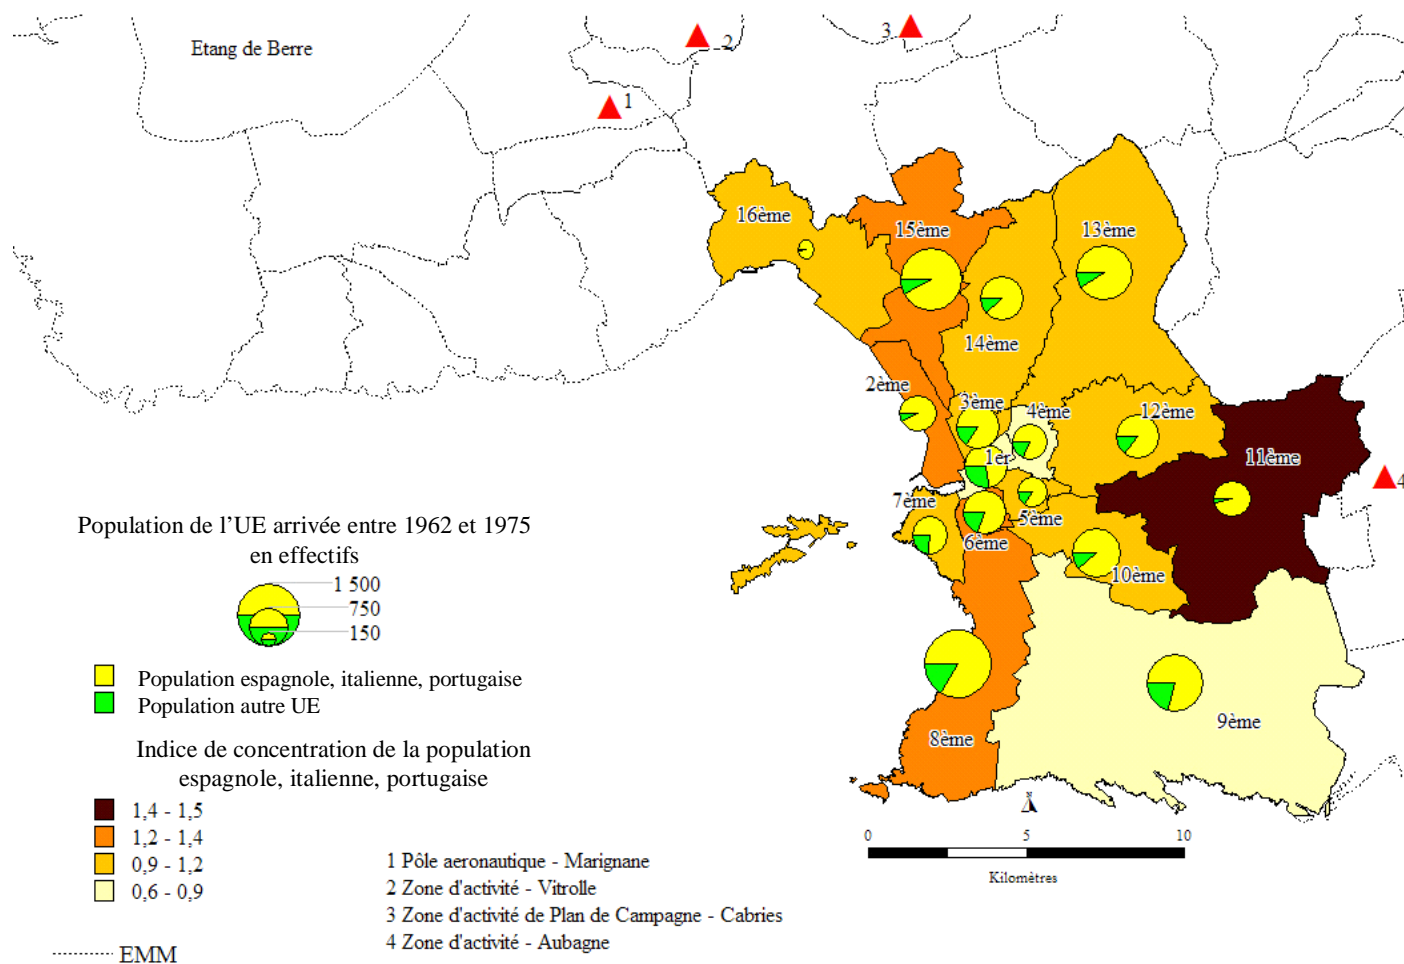 Etang de Berre
1
2
3
16ème
15ème
13ème
14ème
2ème
3ème
4ème
12ème
1er
11ème
4
7ème
5ème
6ème
10ème
8ème
9ème
Population de l’UE arrivée entre 1962 et 1975
en effectifs
1 500
750
150
Population espagnole, italienne, portugaise
Population autre UE
Indice de concentration de la population
espagnole, italienne, portugaise
1,4 - 1,5
1,2 - 1,4
0,9 - 1,2
0,6 - 0,9
EMM
1 Pôle aeronautique - Marignane
2 Zone d'activité - Vitrolle
3 Zone d'activité de Plan de Campagne - Cabries
4 Zone d'activité - Aubagne
N
0 5 10
Kilomètres